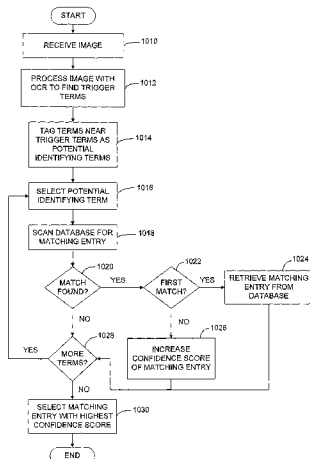 START
RECEIVE IMAGE
1010
PROCESS IMAGE WITH
OCR TO FIND TRIGGER
TERMS
1012
TAG TERMS NEAR
TRIGGER TERMS AS
POTENTIAL
IDENTIFYING TERMS
1014
SELECT POTENTIAL
IDENTIFYING TERM
1016
SCAN DATABASE FOR
MATCHING ENTRY
1018
MATCH
FOUND?
1020
YES
FIRST
MATCH?
1022
YES
RETRIEVE MATCHING
ENTRY FROM
DATABASE
1024
NO
NO
INCREASE
CONFIDENCE SCORE
OF MATCHING ENTRY
1026
YES
MORE
TERMS?
1028
NO
SELECT MATCHING
ENTRY WITH HIGHEST
CONFIDENCE SCORE
1030
END